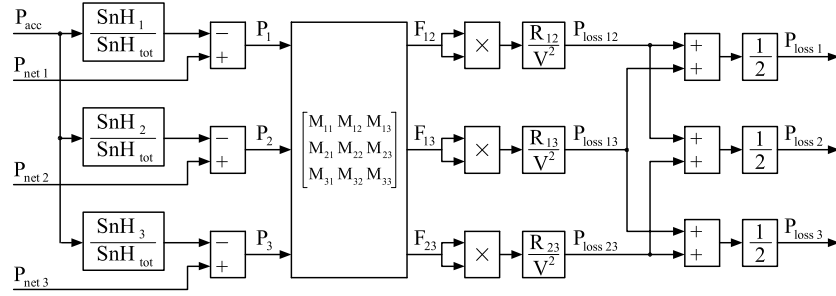 P_acc
SnH_1
SnH_tot
−
+
P_1
P_net 1
SnH_2
SnH_tot
−
+
P_2
P_net 2
SnH_3
SnH_tot
−
+
P_3
P_net 3
M_11 M_12 M_13
M_21 M_22 M_23
M_31 M_32 M_33
F_12
×
R_12
V^2
P_loss 12
F_13
×
R_13
V^2
P_loss 13
F_23
×
R_23
V^2
P_loss 23
+
+
1
2
P_loss 1
+
+
1
2
P_loss 2
+
+
1
2
P_loss 3